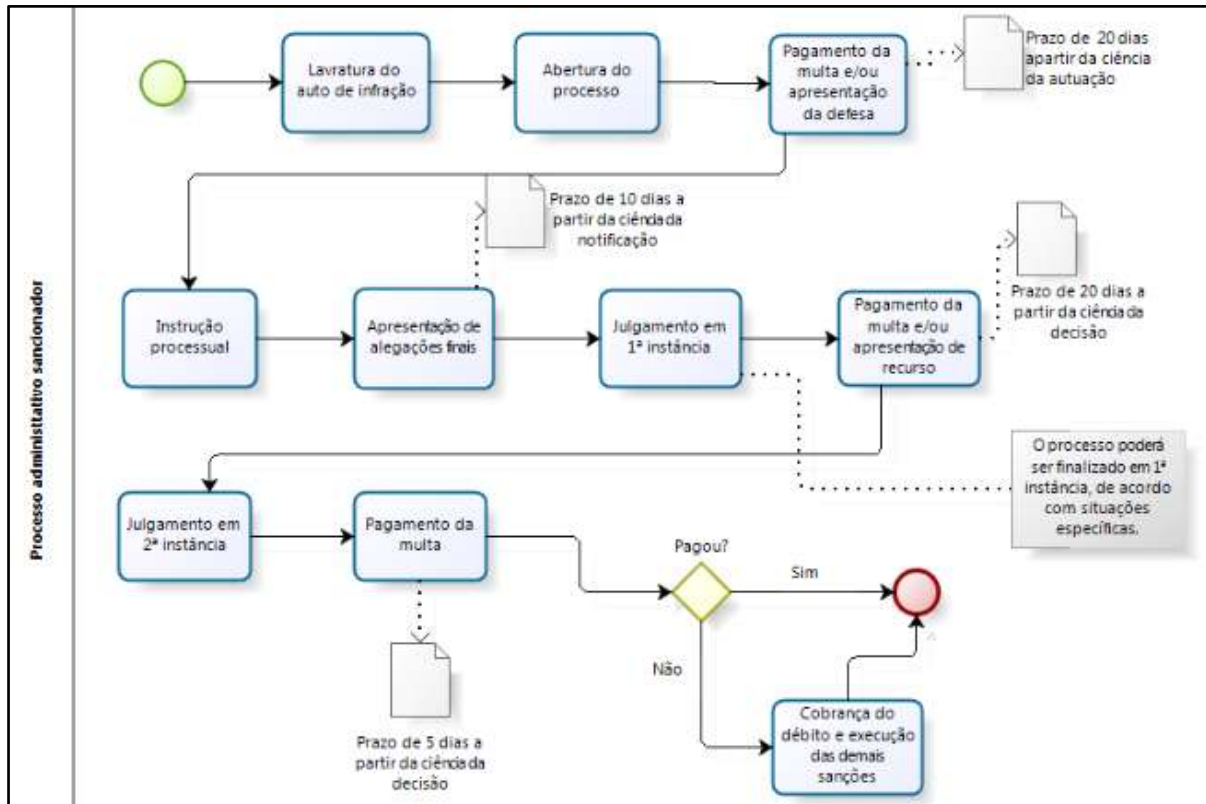 Processo administtativo sancionador
Lavratura do
auto de infração
Abertura do
processo
Pagamento da
multa e/ou
apresentação
da defesa
Prazo de 20 dias
apartir da ciência
da autuação
Prazo de 10 dias a
partir da ciência da
notificação
Instrução
processual
Apresentação de
alegações finais
Julgamento em
1ª instância
Pagamento da
multa e/ou
apresentação de
recurso
Prazo de 20 dias a
partir da ciência da
decisão
O processo poderá
ser finalizado em 1ª
instância, de acordo
com situações
específicas.
Julgamento em
2ª instância
Pagamento da
multa
Prazo de 5 dias a
partir da ciência da
decisão
Pagou?
Sim
Não
Cobrança do
débito e execução
das demais
sanções